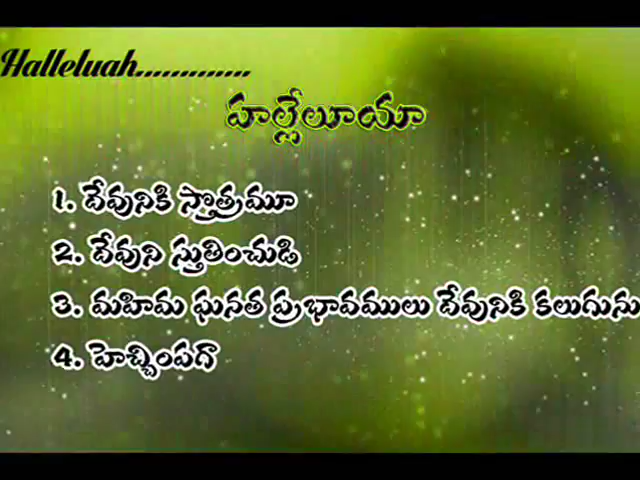 Halleluah.............
హల్లేలూయా
1. దేవునికి స్తోత్రమూ
2. దేవుని స్తుతించుడి
3. మహిమ ఘనత ప్రభావములు దేవునికి కలుగును
4. హెచ్చింపగా